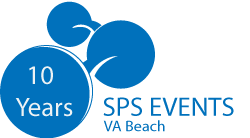 10
Years
SPS EVENTS
VA Beach